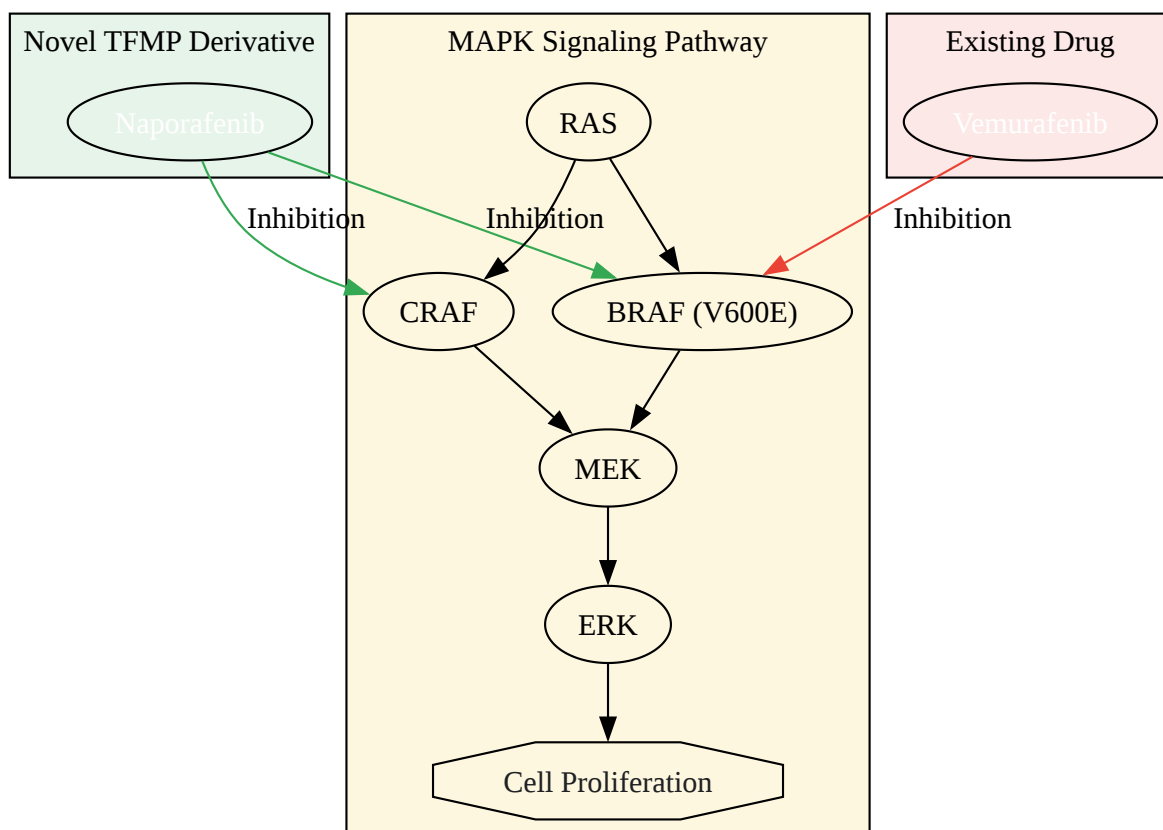 Novel TFMP Derivative
MAPK Signaling Pathway
Existing Drug
Naporafenib
RAS
Vemurafenib
Inhibition
Inhibition
Inhibition
CRAF
BRAF (V600E)
MEK
ERK
Cell Proliferation